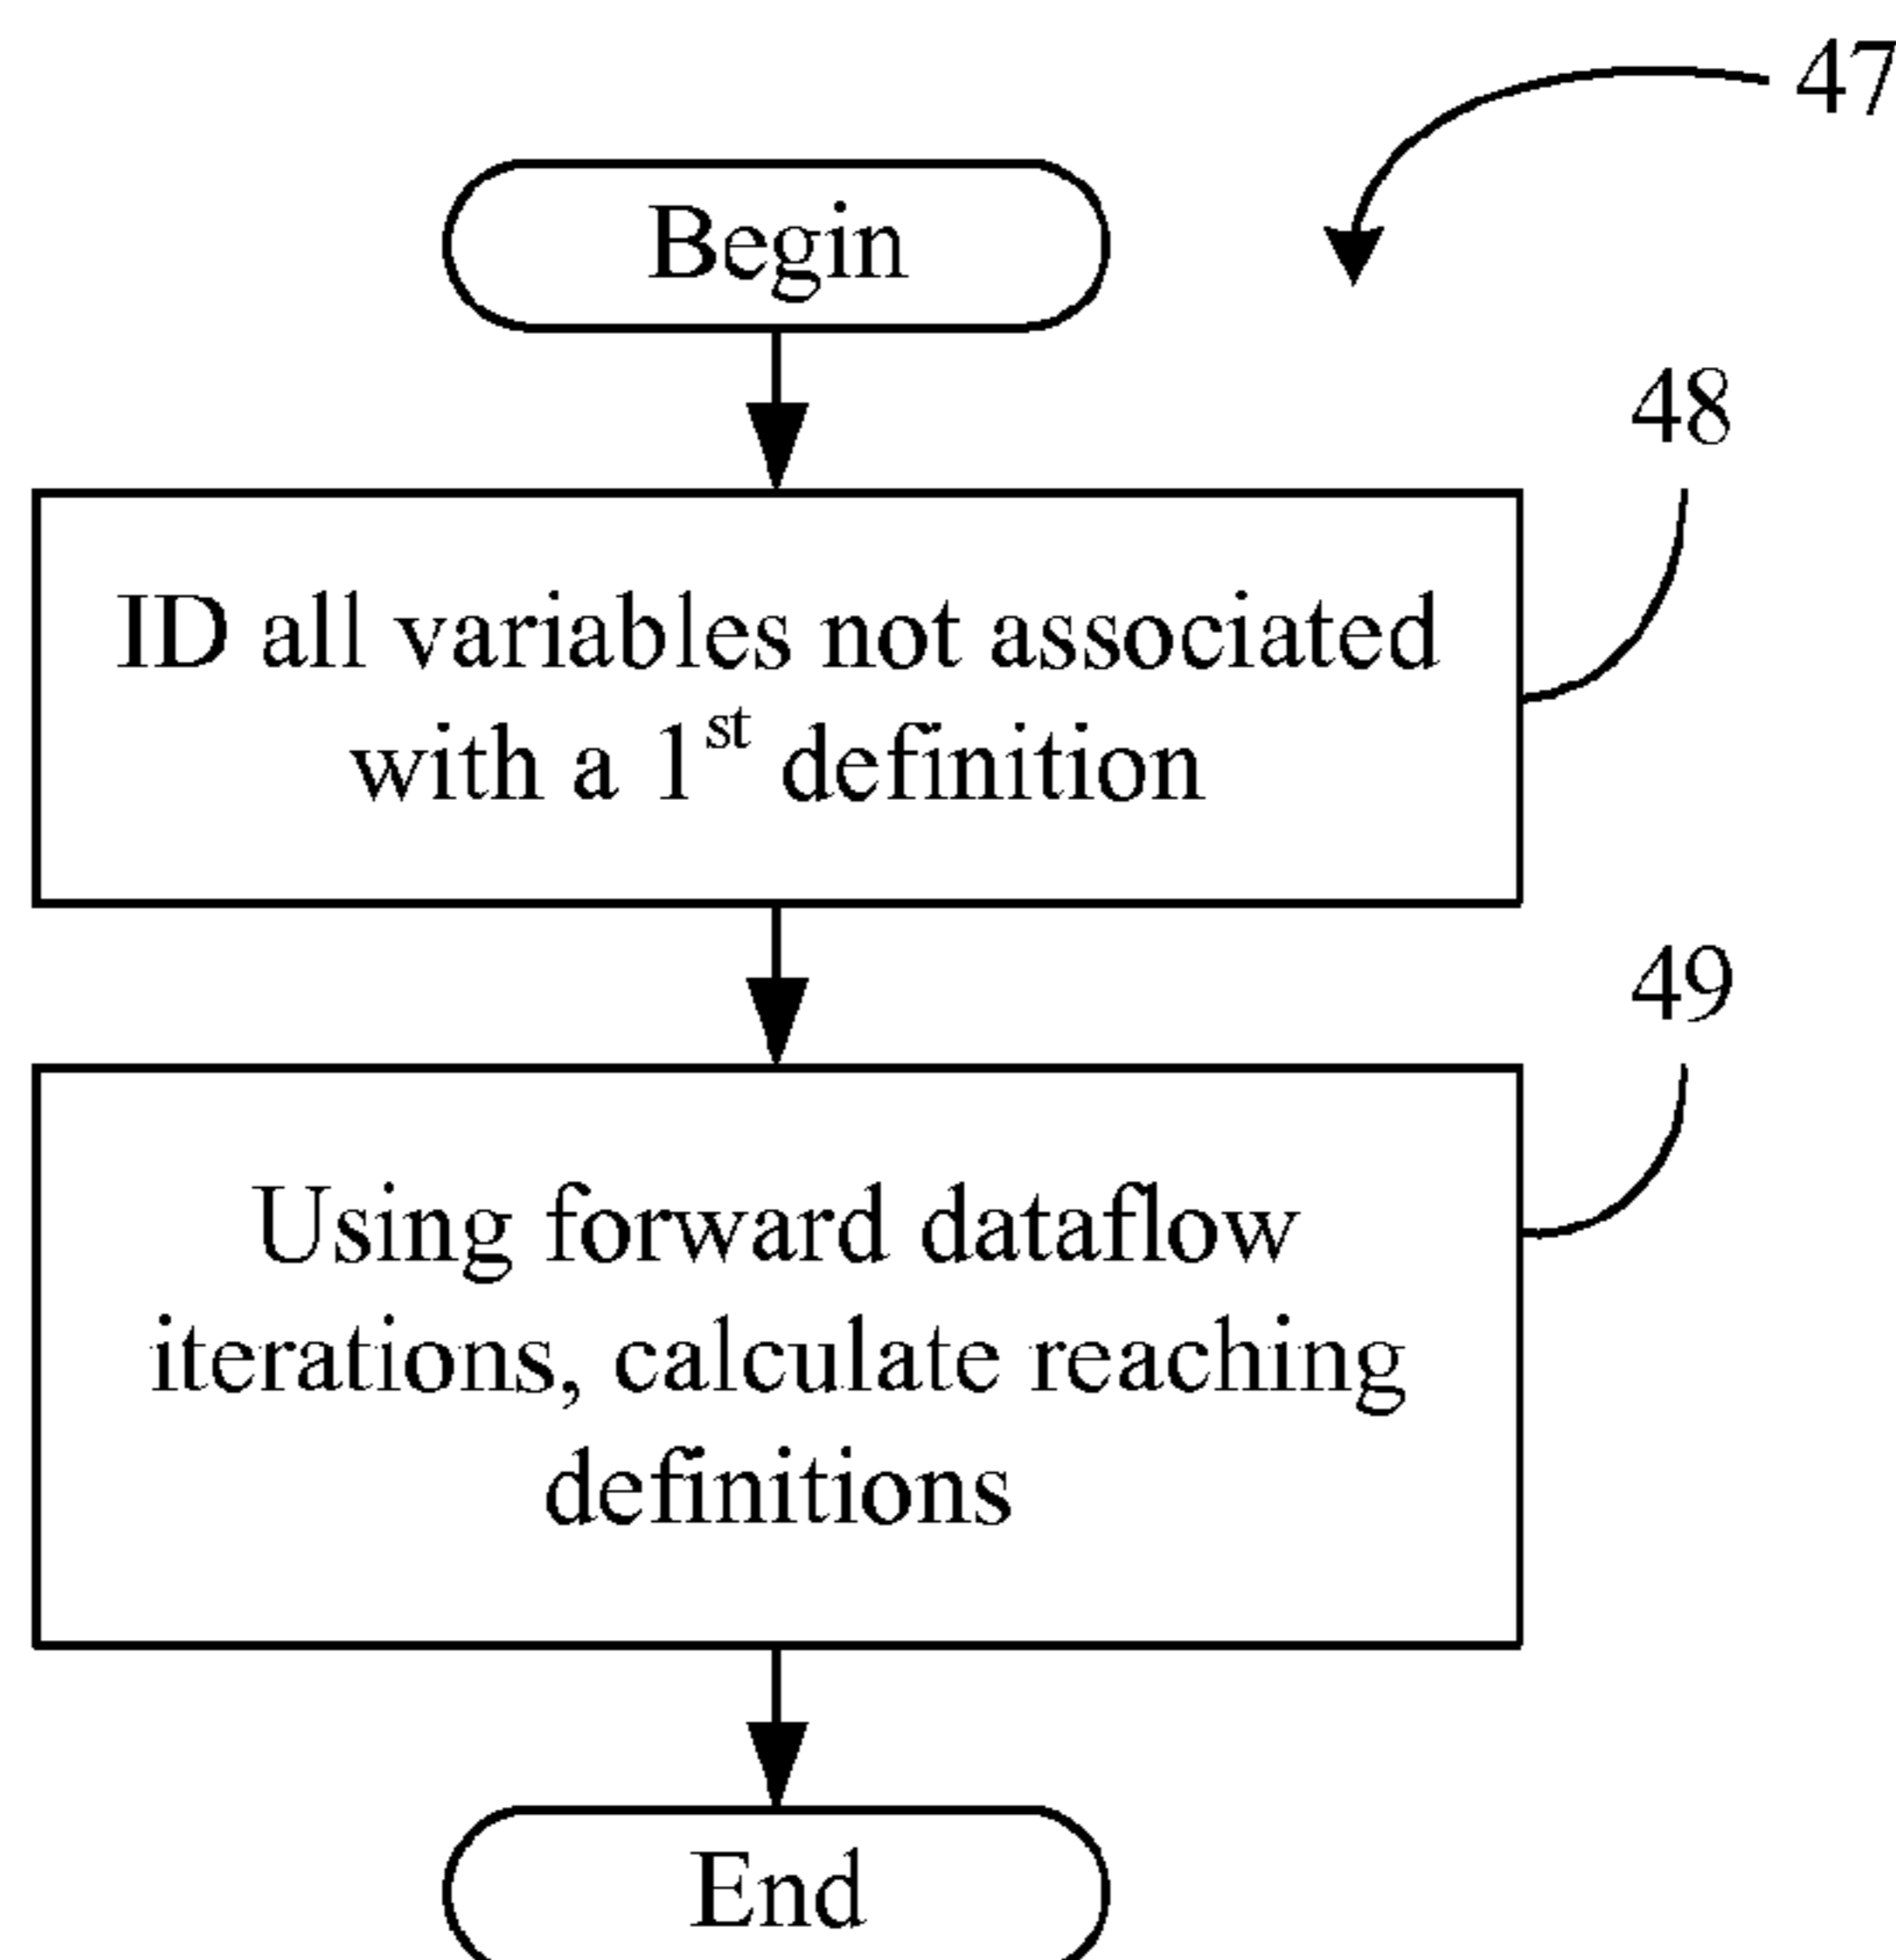 47
Begin
48
ID all variables not associated
with a 1st definition
49
Using forward dataflow
iterations, calculate reaching
definitions
End